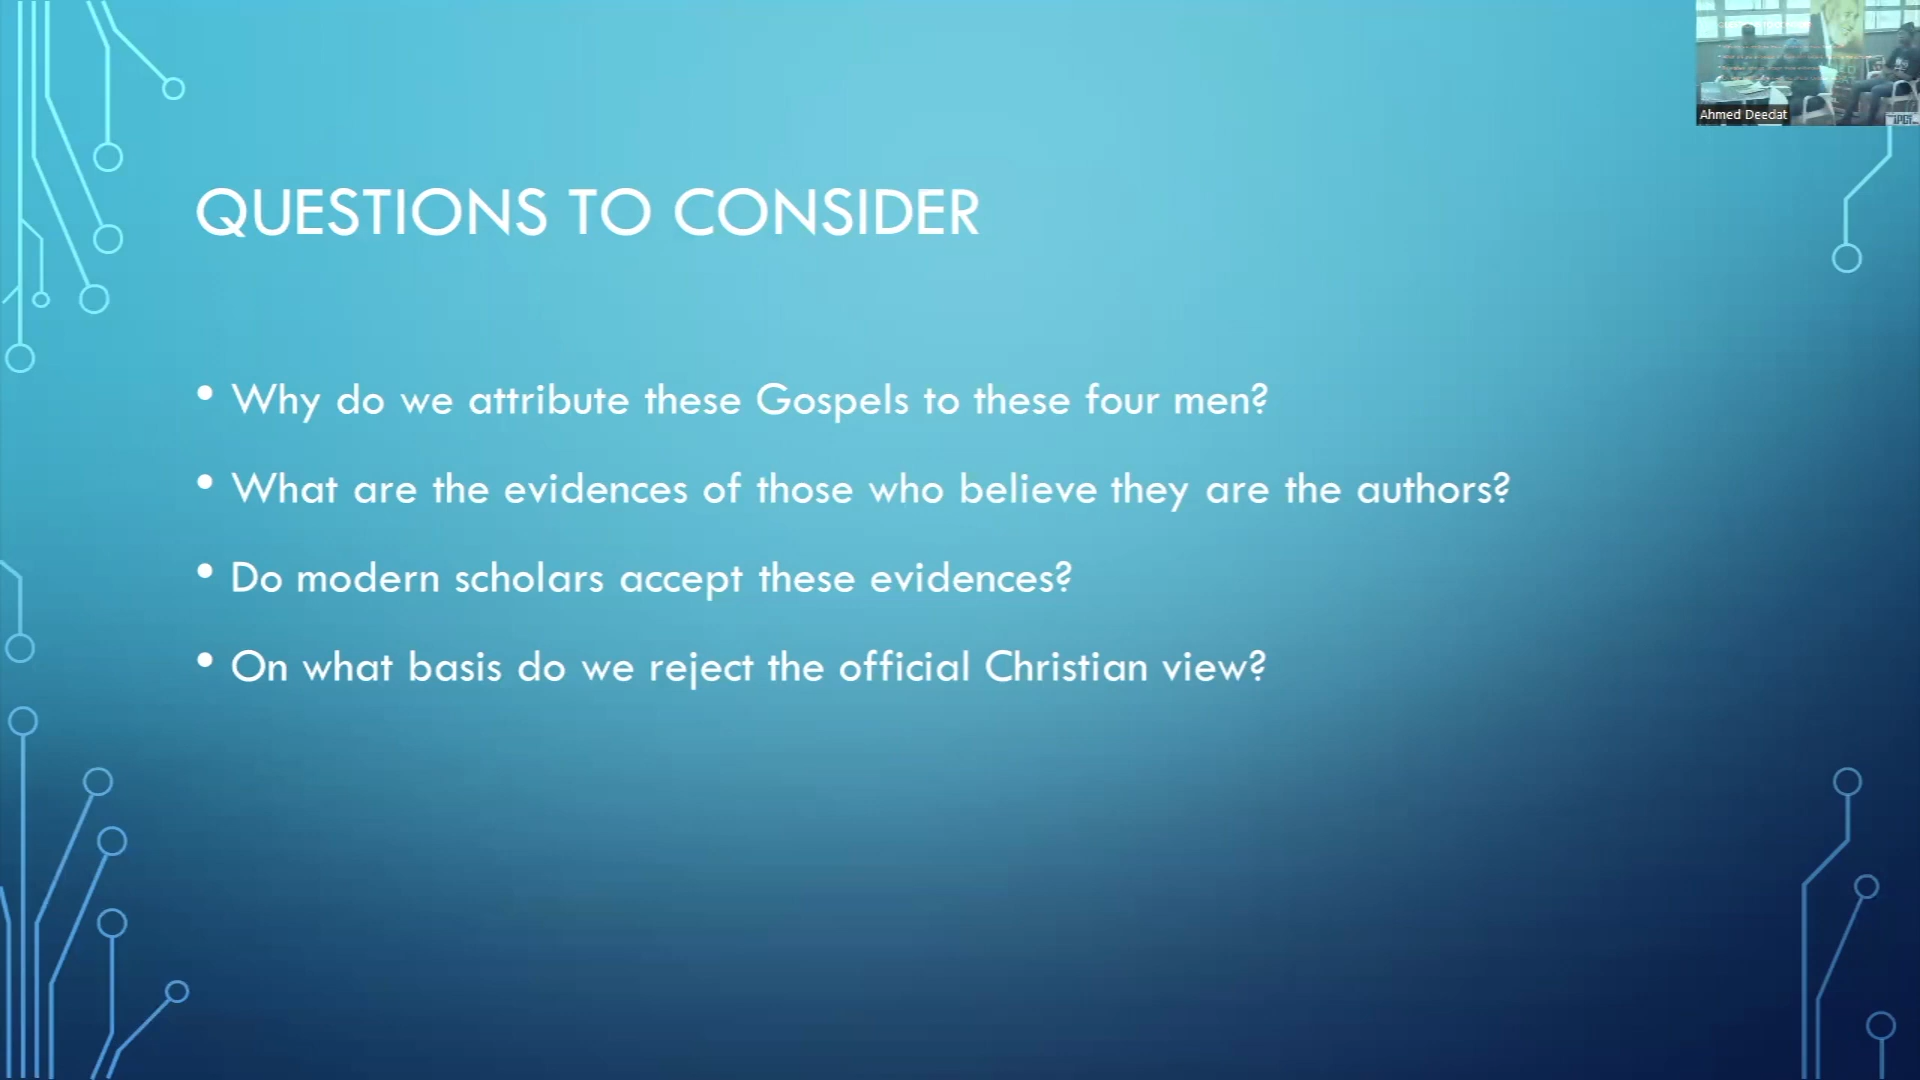 Ahmed Deedat
QUESTIONS TO CONSIDER
• Why do we attribute these Gospels to these four men?
• What are the evidences of those who believe they are the authors?
• Do modern scholars accept these evidences?
• On what basis do we reject the official Christian view?